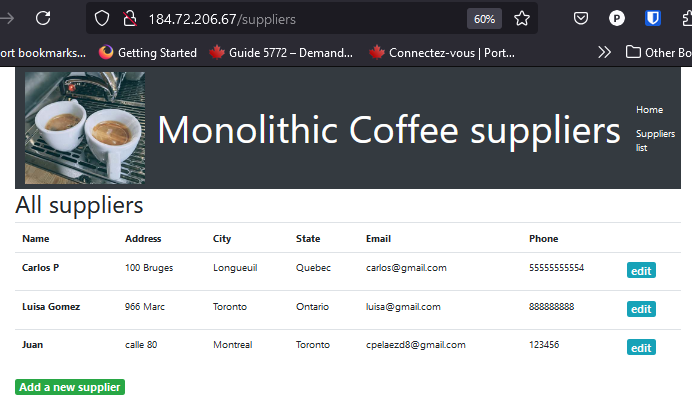 184.72.206.67/suppliers 60%
ort bookmarks... Getting Started Guide 5772 – Demand... Connectez-vous | Port... Other Bo
Monolithic Coffee suppliers
Home
Suppliers
list
All suppliers
Name Address City State Email Phone
Carlos P 100 Bruges Longueuil Quebec carlos@gmail.com 55555555554 edit
Luisa Gomez 966 Marc Toronto Ontario luisa@gmail.com 888888888 edit
Juan calle 80 Montreal Toronto cpelaezd8@gmail.com 123456 edit
Add a new supplier